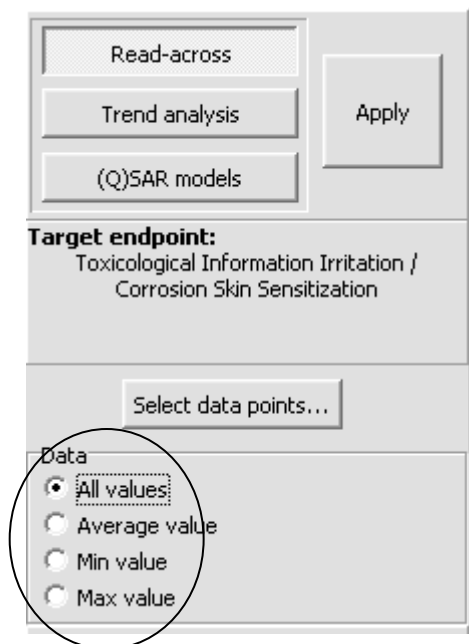 Read-across
Trend analysis
Apply
(Q)SAR models
Target endpoint:
Toxicological Information Irritation /
Corrosion Skin Sensitization
Select data points...
Data
All values
Average value
Min value
Max value